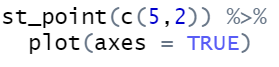 st_point(c(5,2)) %>%
  plot(axes = TRUE)